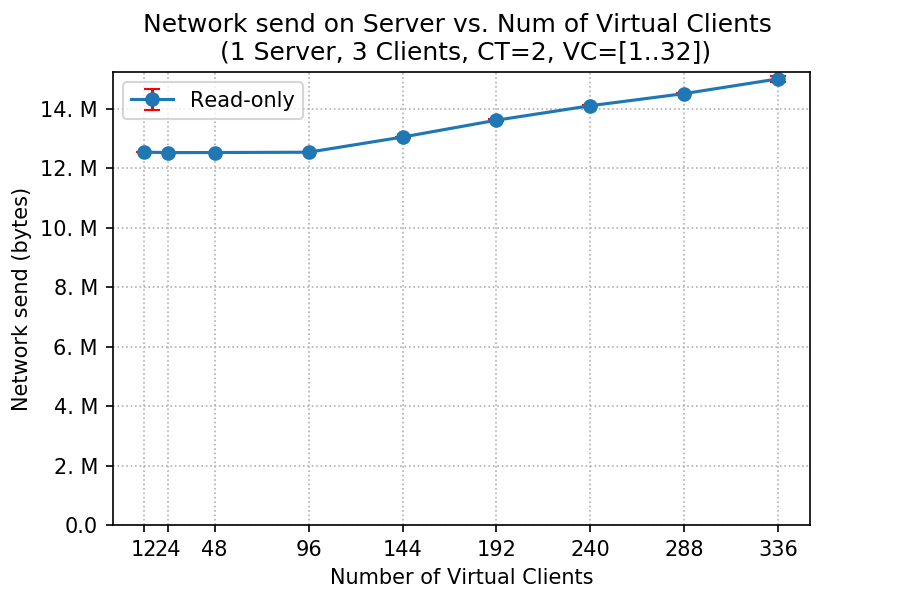 Network send on Server vs. Num of Virtual Clients
(1 Server, 3 Clients, CT=2, VC=[1..32])
Read-only
14. M
12. M
10. M
8. M
6. M
4. M
2. M
0.0
Network send (bytes)
12 24 48 96 144 192 240 288 336
Number of Virtual Clients